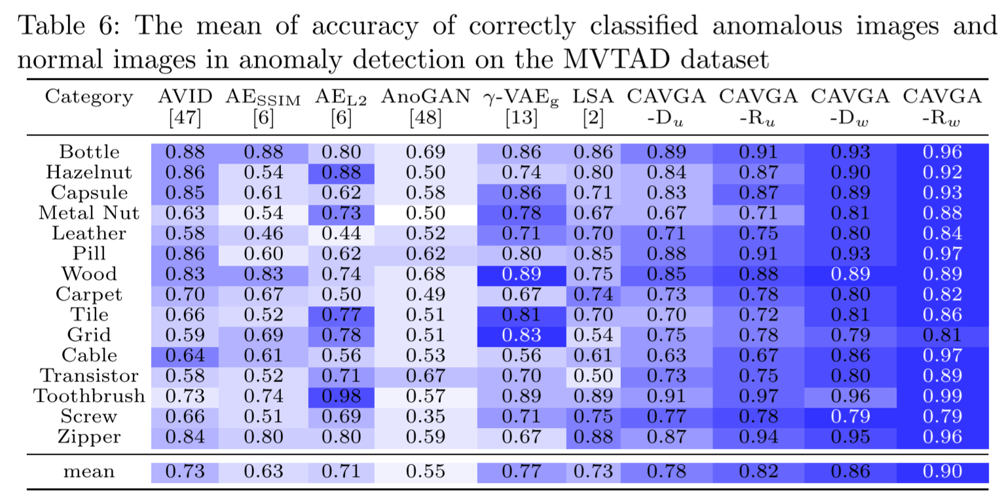 Table 6: The mean of accuracy of correctly classified anomalous images and
normal images in anomaly detection on the MVTAD dataset
Category AVID AE_SSIM AE_L2 AnoGAN γ-VAE_g LSA CAVGA CAVGA CAVGA CAVGA
[47] [6] [6] [48] [13] [2] -D_u -R_u -D_w -R_w
Bottle 0.88 0.88 0.80 0.69 0.86 0.86 0.89 0.91 0.93 0.96
Hazelnut 0.86 0.54 0.88 0.50 0.74 0.80 0.84 0.87 0.90 0.92
Capsule 0.85 0.61 0.62 0.58 0.86 0.71 0.83 0.87 0.89 0.93
Metal Nut 0.63 0.54 0.73 0.50 0.78 0.67 0.67 0.71 0.81 0.88
Leather 0.58 0.46 0.44 0.52 0.71 0.70 0.71 0.75 0.80 0.84
Pill 0.86 0.60 0.62 0.62 0.80 0.85 0.88 0.91 0.93 0.97
Wood 0.83 0.83 0.74 0.68 0.89 0.75 0.85 0.88 0.89 0.89
Carpet 0.70 0.67 0.50 0.49 0.67 0.74 0.73 0.78 0.80 0.82
Tile 0.66 0.52 0.77 0.51 0.81 0.70 0.70 0.72 0.81 0.86
Grid 0.59 0.69 0.78 0.51 0.83 0.54 0.75 0.78 0.79 0.81
Cable 0.64 0.61 0.56 0.53 0.56 0.61 0.63 0.67 0.86 0.97
Transistor 0.58 0.52 0.71 0.67 0.70 0.50 0.73 0.75 0.80 0.89
Toothbrush 0.73 0.74 0.98 0.57 0.89 0.89 0.91 0.97 0.96 0.99
Screw 0.66 0.51 0.69 0.35 0.71 0.75 0.77 0.78 0.79 0.79
Zipper 0.84 0.80 0.80 0.59 0.67 0.88 0.87 0.94 0.95 0.96
mean 0.73 0.63 0.71 0.55 0.77 0.73 0.78 0.82 0.86 0.90